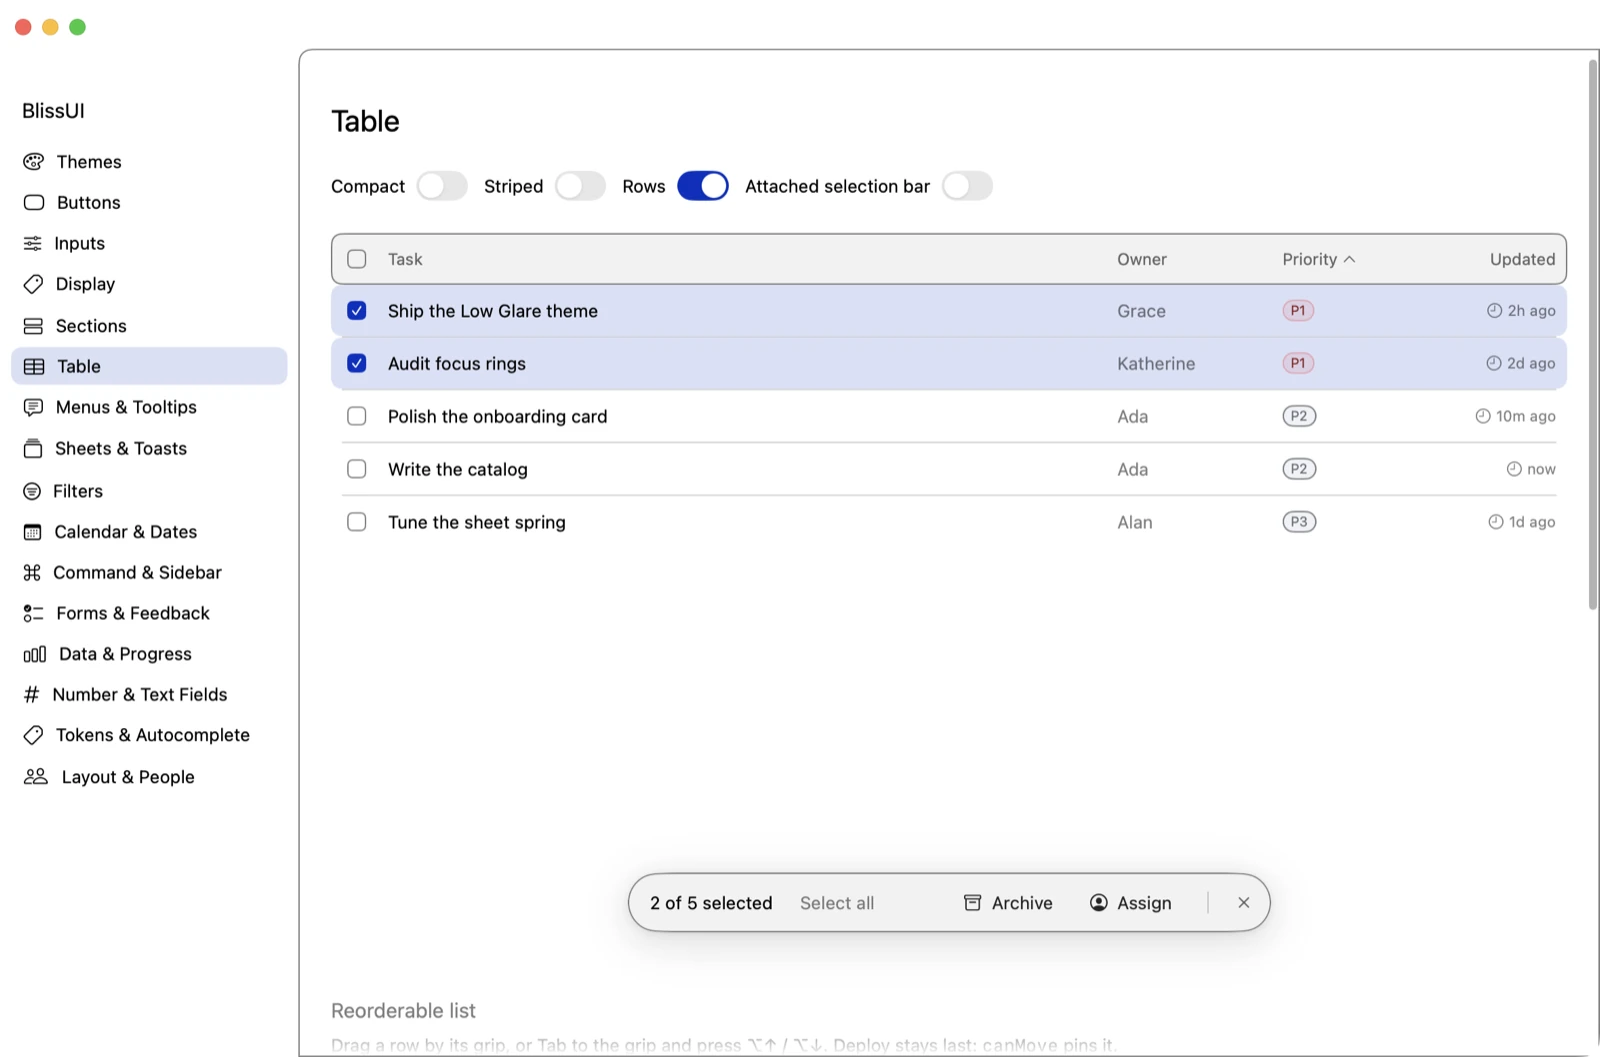 BlissUI
Themes
Buttons
Inputs
Display
Sections
Table
Menus & Tooltips
Sheets & Toasts
Filters
Calendar & Dates
Command & Sidebar
Forms & Feedback
Data & Progress
Number & Text Fields
Tokens & Autocomplete
Layout & People
Table
Compact Striped Rows Attached selection bar
Task Owner Priority Updated
Ship the Low Glare theme Grace P1 2h ago
Audit focus rings Katherine P1 2d ago
Polish the onboarding card Ada P2 10m ago
Write the catalog Ada P2 now
Tune the sheet spring Alan P3 1d ago
2 of 5 selected Select all Archive Assign
Reorderable list
Drag a row by its grip, or Tab to the grip and press ⌥↑ / ⌥↓. Deploy stays last: canMove pins it.